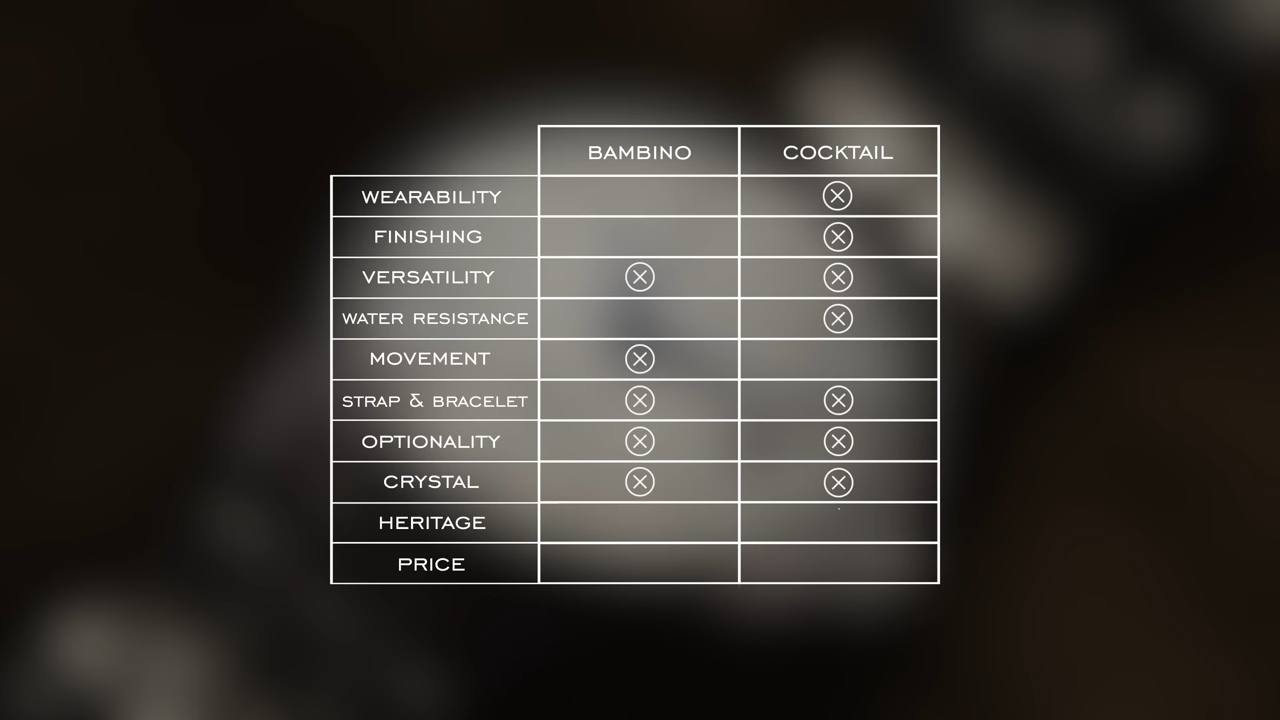 BAMBINO COCKTAIL
WEARABILITY
FINISHING
VERSATILITY
WATER RESISTANCE
MOVEMENT
STRAP & BRACELET
OPTIONALITY
CRYSTAL
HERITAGE
PRICE